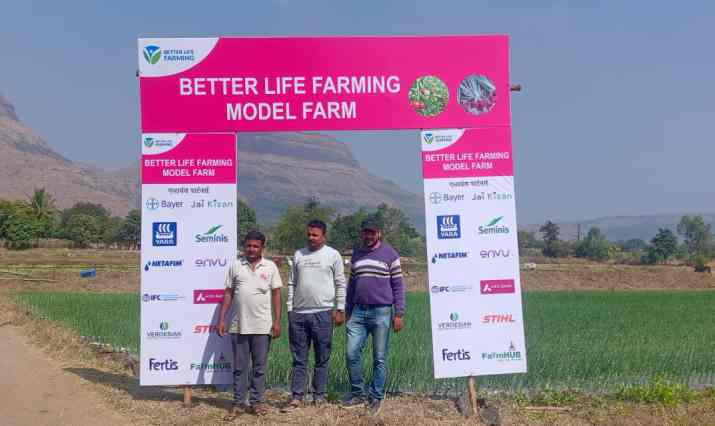 BETTER LIFE
FARMING
BETTER LIFE FARMING
MODEL FARM
BETTER LIFE
FARMING
BETTER LIFE FARMING
MODEL FARM
Bayer
Jai Kisan
YARA
Seminis
NETAFIM
envu
IFC
VERDESIAN
STIHL
Fertis
FarmHUB
BETTER LIFE
FARMING
BETTER LIFE FARMING
MODEL FARM
Bayer
Jai Kisan
YARA
Seminis
NETAFIM
envu
IFC
AXIS BANK
VERDESIAN
STIHL
Fertis
FarmHUB